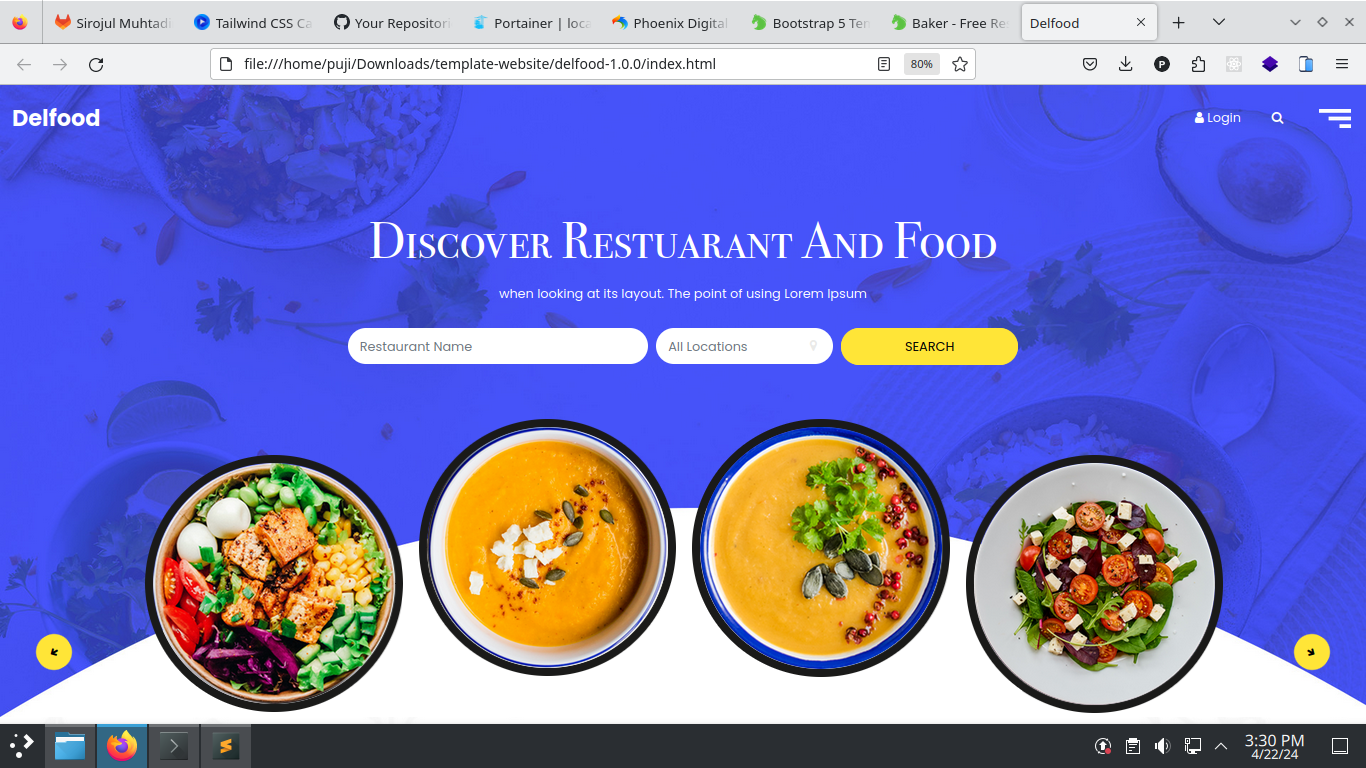 Sirojul Muhtadi
Tailwind CSS Ca
Your Repositori
Portainer | loca
Phoenix Digital
Bootstrap 5 Tem
Baker - Free Res
Delfood
file:///home/puji/Downloads/template-website/delfood-1.0.0/index.html
80%
P
Delfood
Login
Discover Restuarant And Food
when looking at its layout. The point of using Lorem Ipsum
Restaurant Name
All Locations
SEARCH
3:30 PM
4/22/24